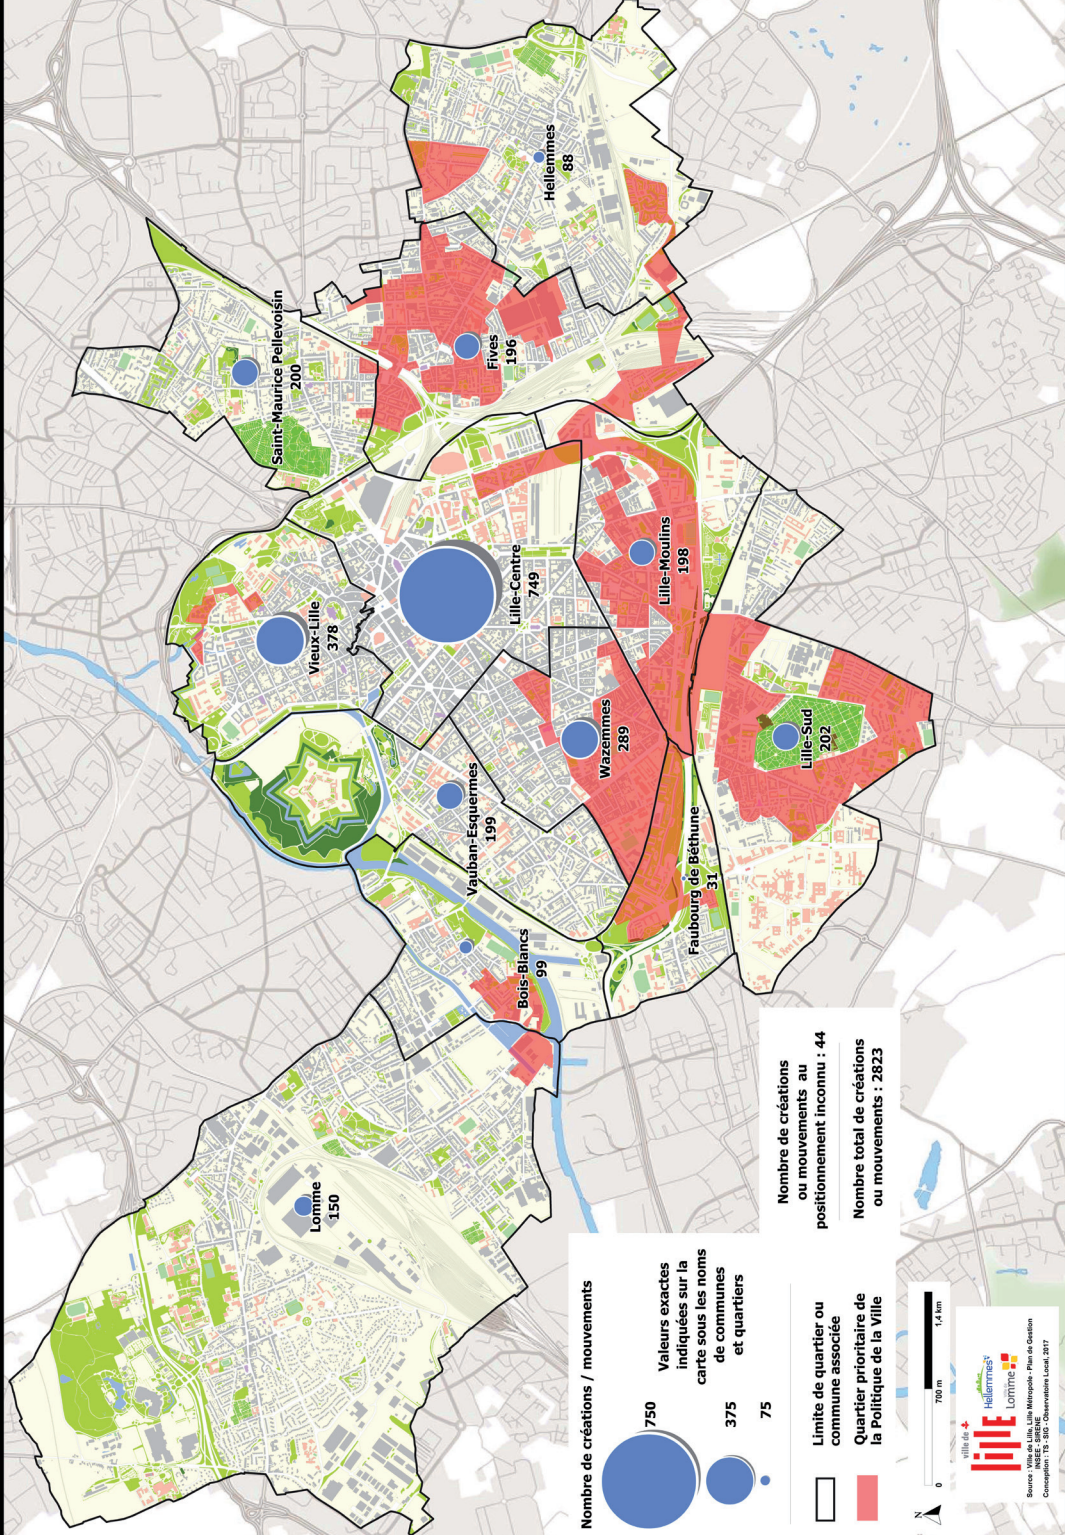 Lomme
150
Bois-Blancs
99
Vauban-Esquermes
199
Vieux-Lille
378
Saint-Maurice Pellevoisin
200
Lille-Centre
749
Fives
196
Hellemmes
88
Wazemmes
289
Lille-Moulins
198
Faubourg de Béthune
31
Lille-Sud
202
Nombre de créations / mouvements
750
375
75
Valeurs exactes
indiquées sur la
carte sous les noms
de communes
et quartiers
Limite de quartier ou
commune associée
Quartier prioritaire de
la Politique de la Ville
Nombre de créations
ou mouvements au
positionnement inconnu : 44
Nombre total de créations
ou mouvements : 2823
N
0
700 m
1,4 km
ville de
lille
Hellemmes
Lomme
Source : Ville de Lille, Lille Métropole - Plan de Gestion
INSEE - SIRENE
Conception : TS - SIG - Observatoire Local, 2017